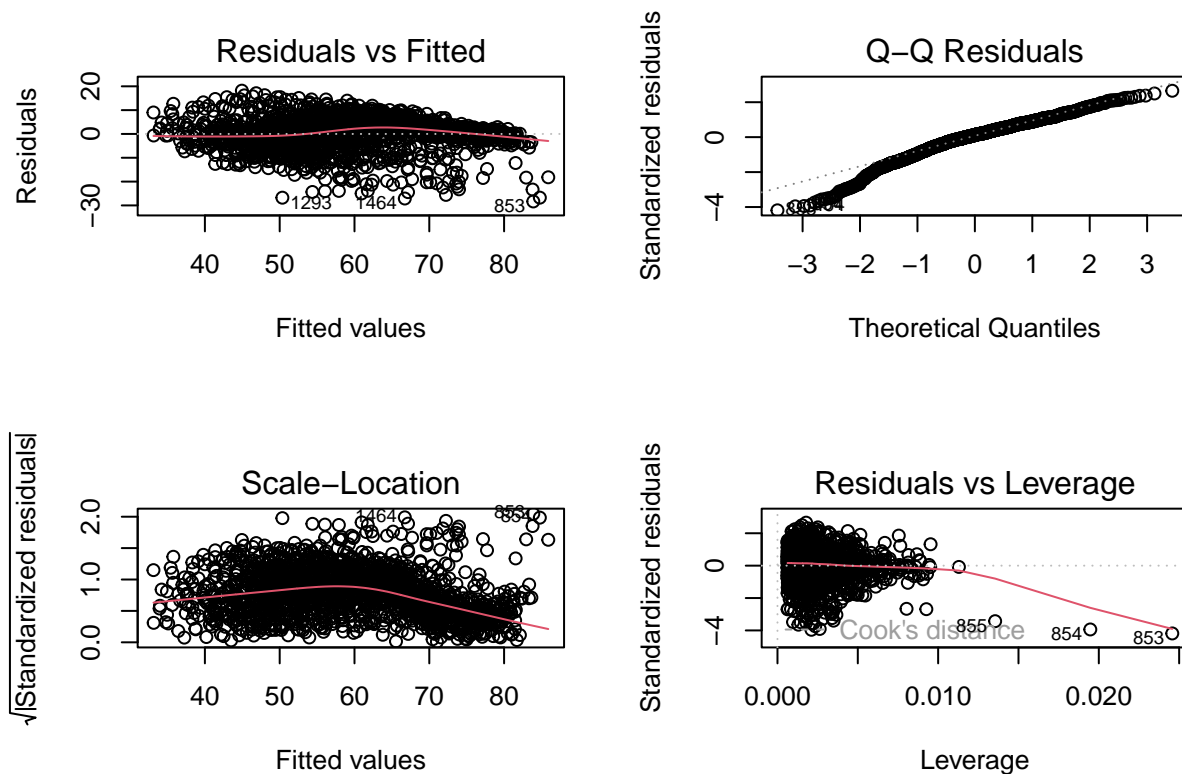 Residuals vs Fitted
Residuals
20
0
−30
1293
1464
853
40 50 60 70 80
Fitted values
Q−Q Residuals
Standardized residuals
0
−4
−3 −2 −1 0 1 2 3
Theoretical Quantiles
Scale−Location
√|Standardized residuals|
2.0
1.0
0.0
1464
40 50 60 70 80
Fitted values
Residuals vs Leverage
Standardized residuals
0
−4
Cook's distance
855
854
853
0.000 0.010 0.020
Leverage